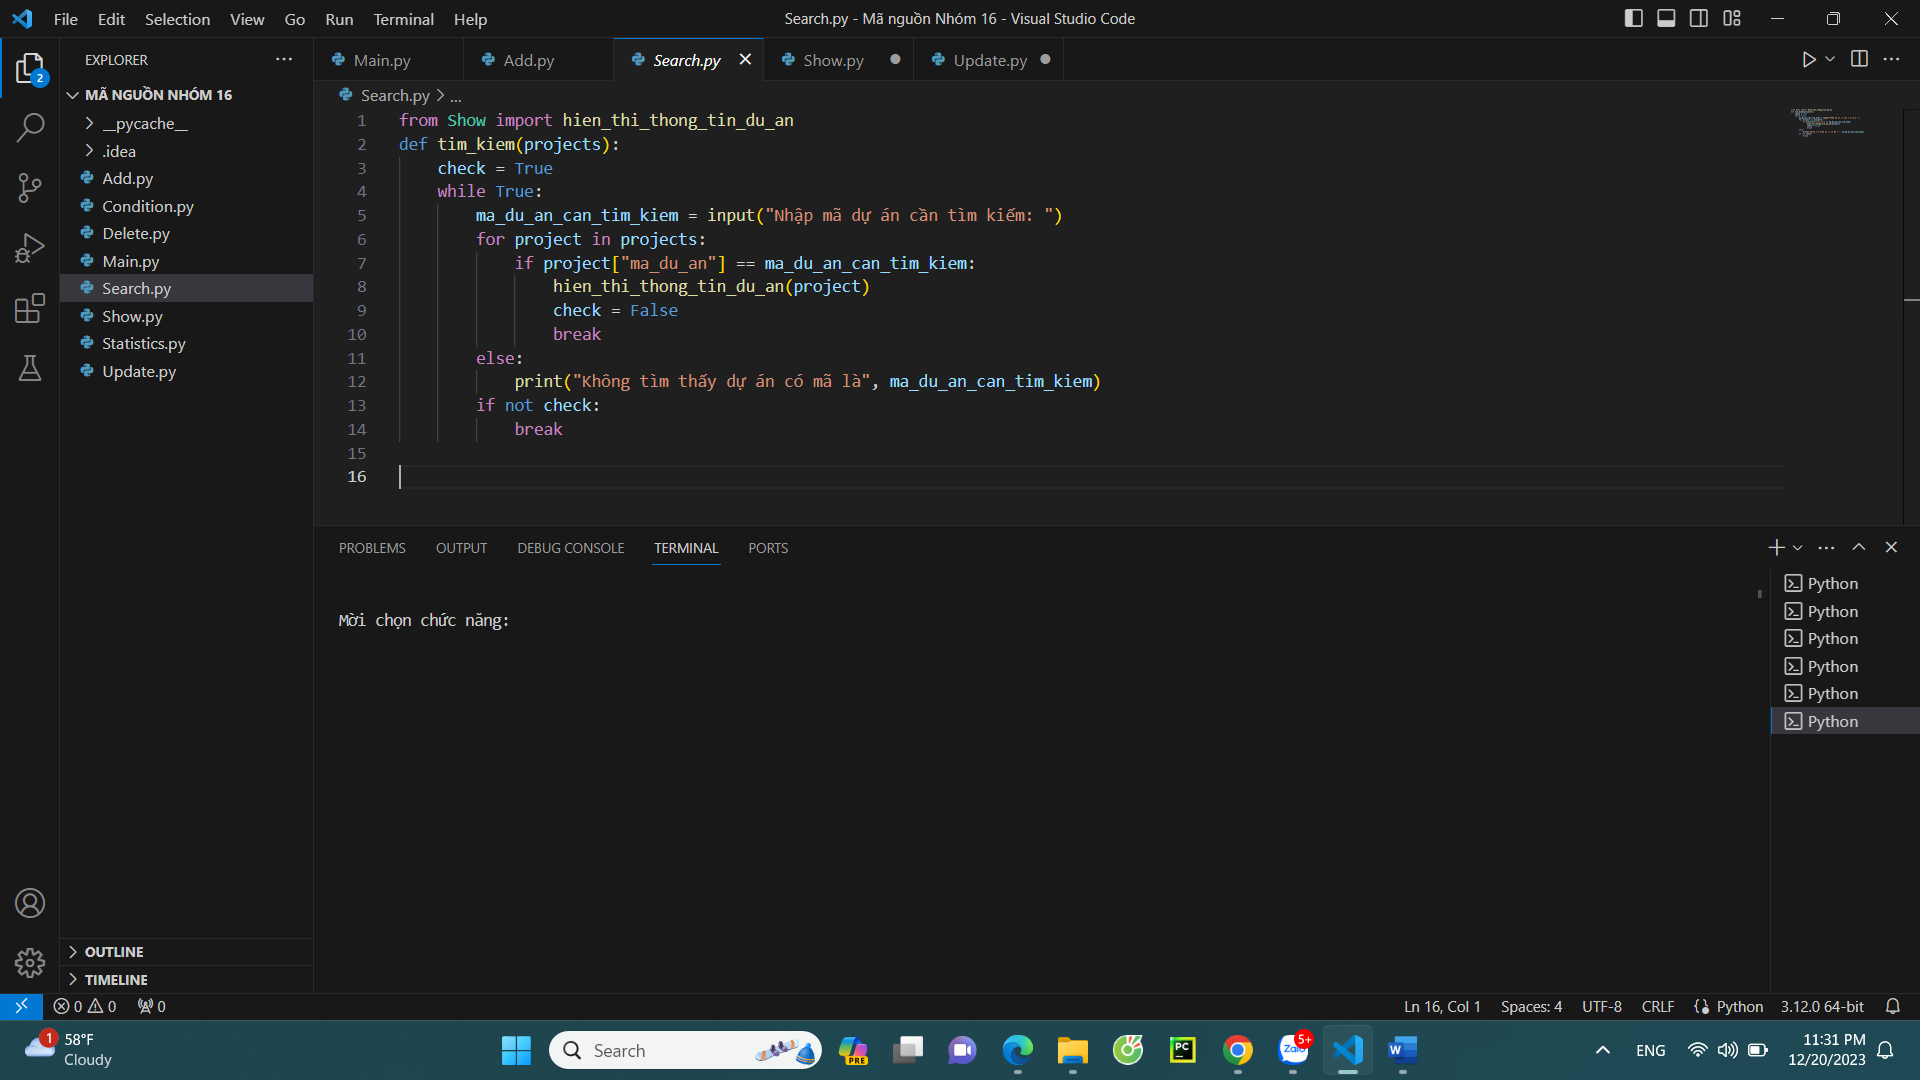 File Edit Selection View Go Run Terminal Help
Search.py - Mã nguồn Nhóm 16 - Visual Studio Code
EXPLORER
MÃ NGUỒN NHÓM 16
__pycache__
.idea
Add.py
Condition.py
Delete.py
Main.py
Search.py
Show.py
Statistics.py
Update.py
OUTLINE
TIMELINE
2
Main.py Add.py Search.py Show.py Update.py
Search.py > ...
1 from Show import hien_thi_thong_tin_du_an
2 def tim_kiem(projects):
3 check = True
4 while True:
5 ma_du_an_can_tim_kiem = input("Nhập mã dự án cần tìm kiếm: ")
6 for project in projects:
7 if project["ma_du_an"] == ma_du_an_can_tim_kiem:
8 hien_thi_thong_tin_du_an(project)
9 check = False
10 break
11 else:
12 print("Không tìm thấy dự án có mã là", ma_du_an_can_tim_kiem)
13 if not check:
14 break
15
16
PROBLEMS OUTPUT DEBUG CONSOLE TERMINAL PORTS
Mời chọn chức năng:
Python
Python
Python
Python
Python
Python
0 0 0
Ln 16, Col 1 Spaces: 4 UTF-8 CRLF Python 3.12.0 64-bit
1
58°F
Cloudy
Search
PRE
PC
Zalo
5+
W
ENG
11:31 PM
12/20/2023